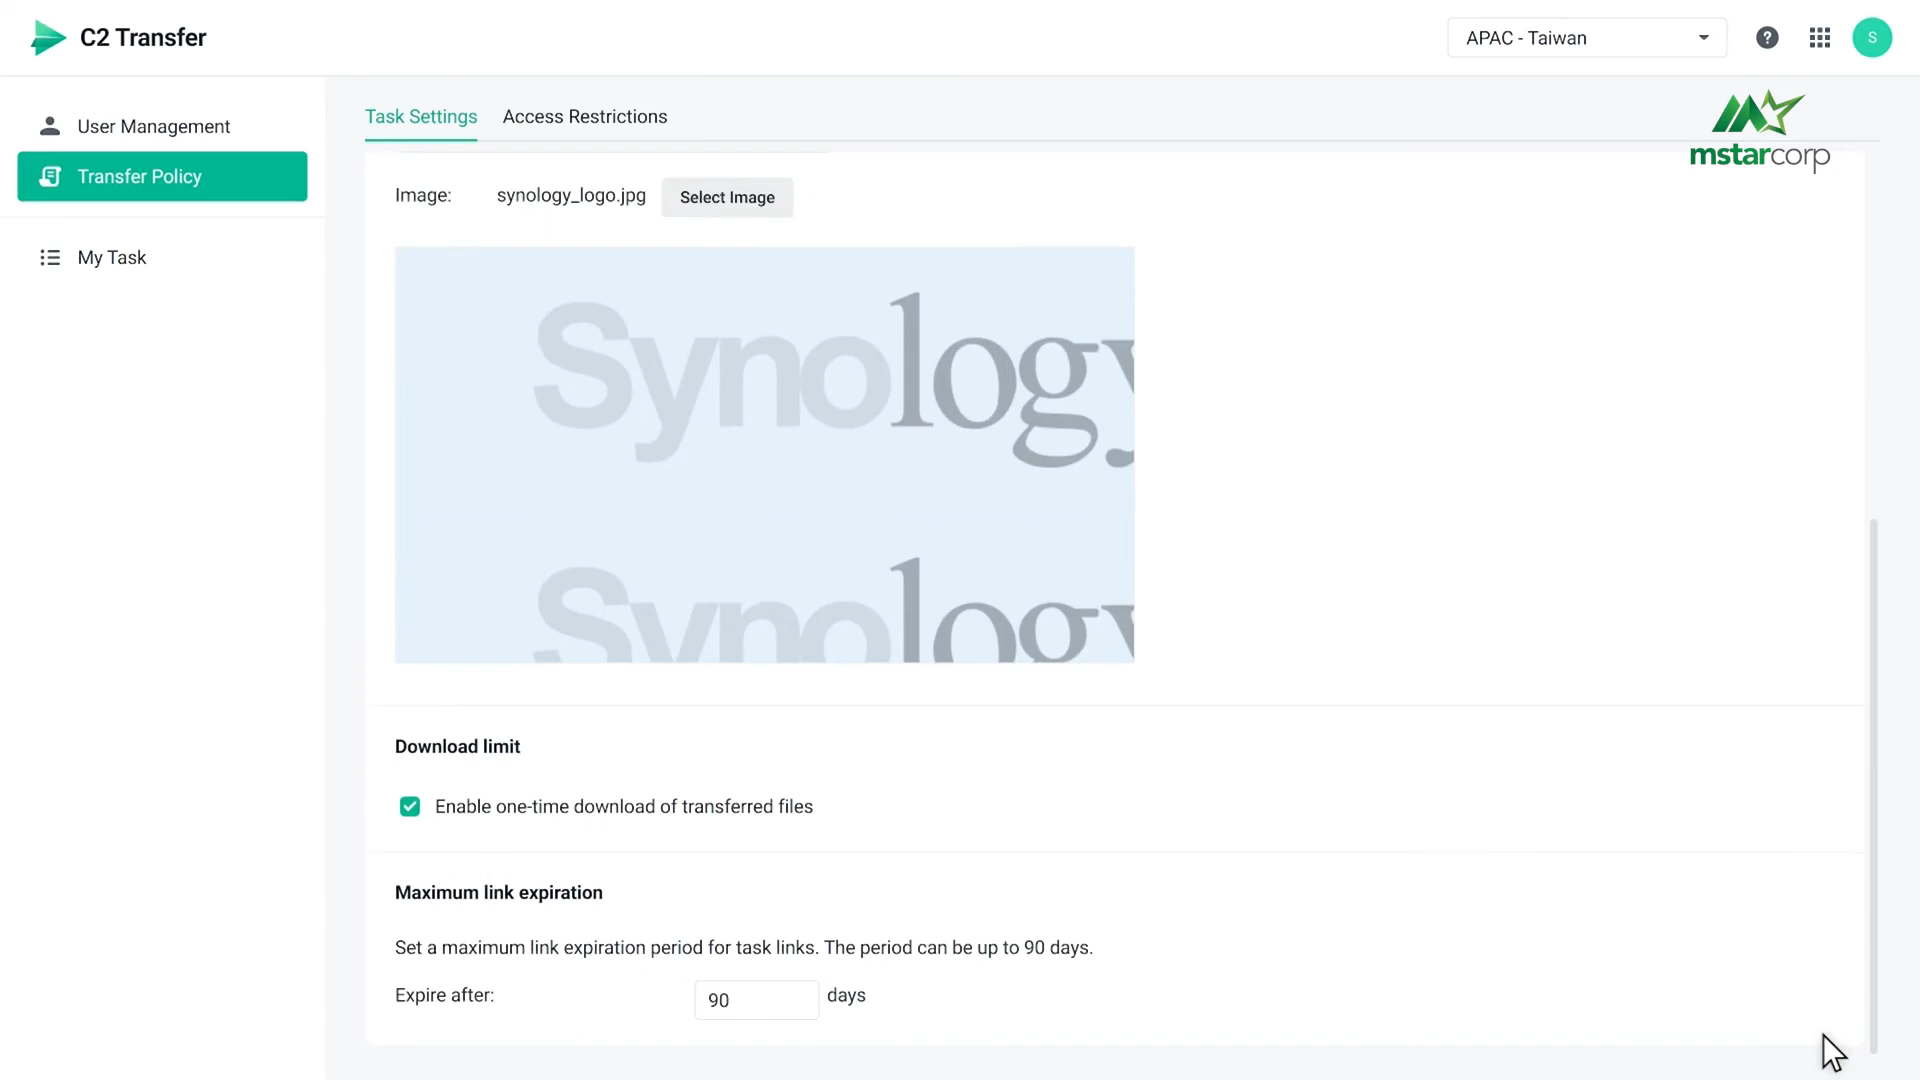 C2 Transfer
APAC - Taiwan
?
S
User Management
Transfer Policy
My Task
Task Settings
Access Restrictions
mstarcorp
Image:
synology_logo.jpg
Select Image
Synology
Synology
Download limit
Enable one-time download of transferred files
Maximum link expiration
Set a maximum link expiration period for task links. The period can be up to 90 days.
Expire after:
90
days